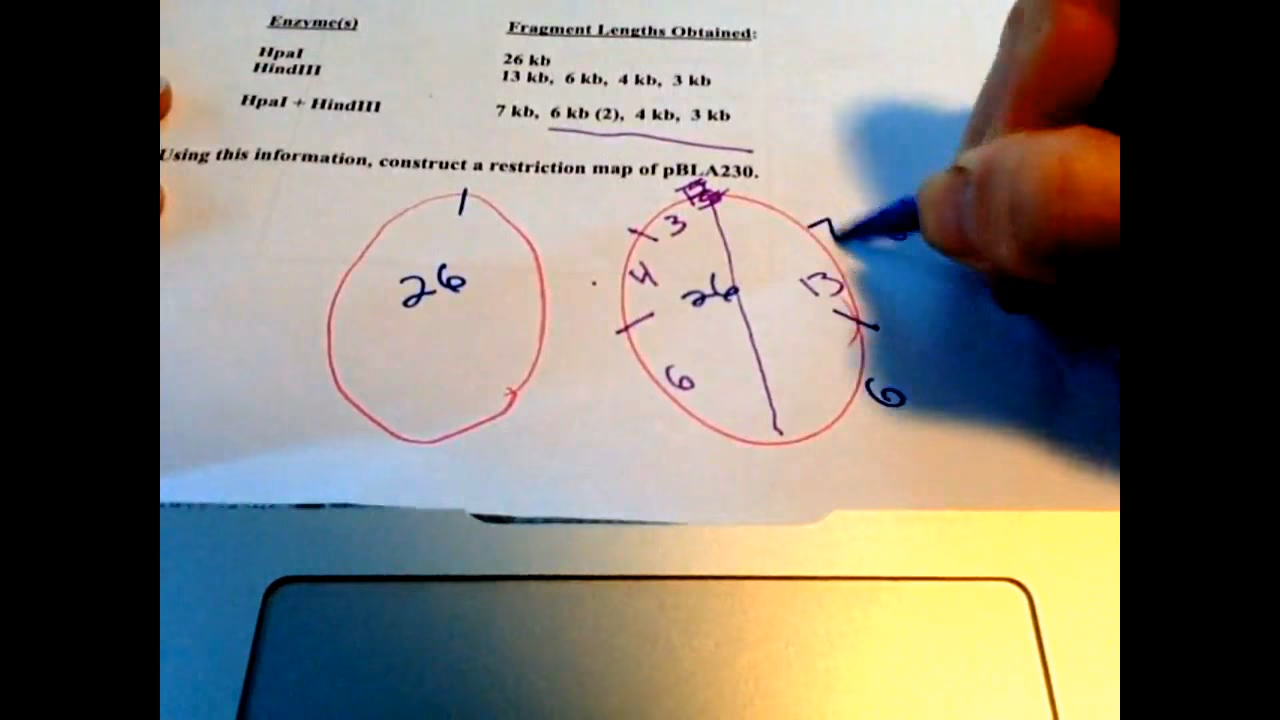 Enzyme(s) Fragment Lengths Obtained:
HpaI 26 kb
HindIII 13 kb, 6 kb, 4 kb, 3 kb
HpaI + HindIII 7 kb, 6 kb (2), 4 kb, 3 kb
Using this information, construct a restriction map of pBLA230.
3
7
26
4
26
13
6
6